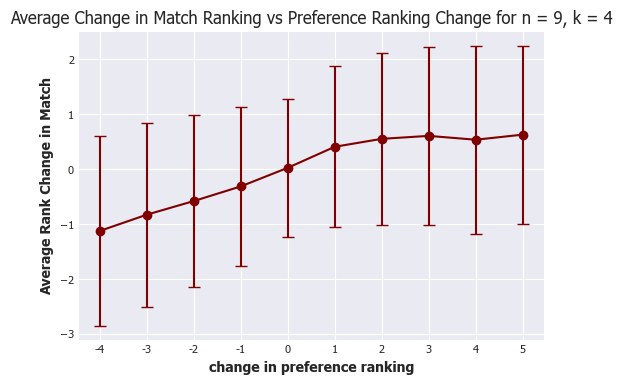 Average Change in Match Ranking vs Preference Ranking Change for n = 9, k = 4
Average Rank Change in Match
2
1
0
−1
−2
−3
-4 -3 -2 -1 0 1 2 3 4 5
change in preference ranking